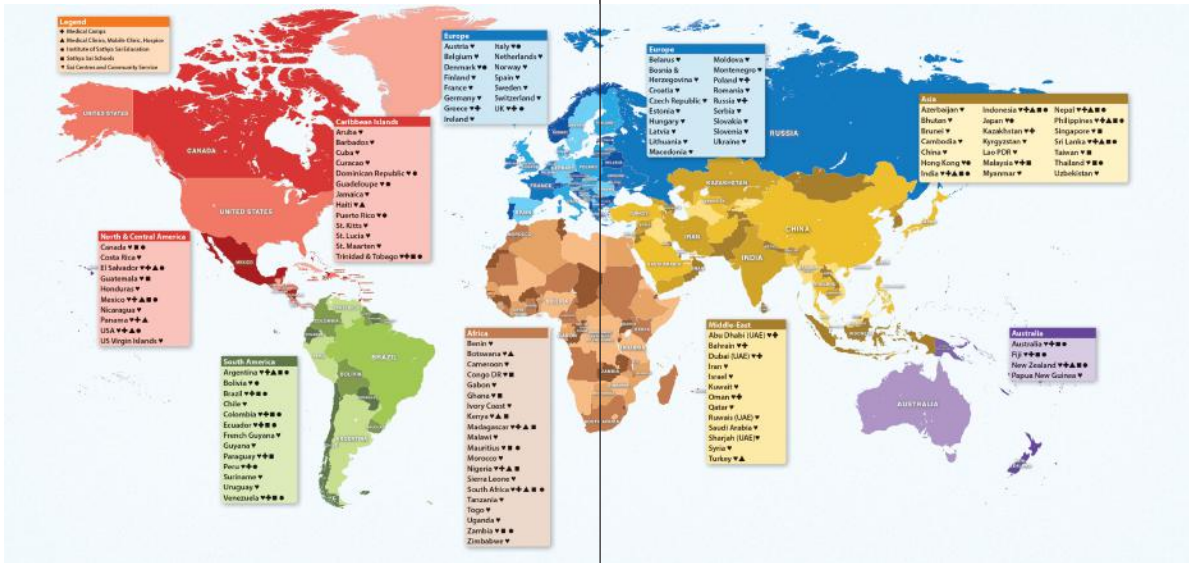 Legend
✚ Medical Camps
▲ Medical Clinics, Mobile Clinic, Hospice
● Institute of Sathya Sai Education
■ Sathya Sai Schools
♥ Sai Centres and Community Service
Europe
Austria ♥
Belgium ♥
Denmark ♥●
Finland ♥
France ♥
Germany ♥
Greece ♥✚
Ireland ♥
Italy ♥●
Netherlands ♥
Norway ♥
Spain ♥
Sweden ♥
Switzerland ♥
UK ♥✚ ●
Europe
Belarus ♥
Bosnia &
Herzegovina ♥
Croatia ♥
Czech Republic ♥
Estonia ♥
Hungary ♥
Latvia ♥
Lithuania ♥
Macedonia ♥
Moldova ♥
Montenegro ♥
Poland ♥✚
Romania ♥
Russia ♥✚
Serbia ♥
Slovakia ♥
Slovenia ♥
Ukraine ♥
Asia
Azerbaijan ♥
Bhutan ♥
Brunei ♥
Cambodia ♥
China ♥
Hong Kong ♥●
India ♥✚▲■●
Indonesia ♥✚▲■●
Japan ♥●
Kazakhstan ♥✚
Kyrgyzstan ♥
Lao PDR ♥
Malaysia ♥✚■
Myanmar ♥
Nepal ♥✚▲■●
Philippines ♥✚▲■●
Singapore ♥■
Sri Lanka ♥✚▲■●
Taiwan ♥■
Thailand ♥■●
Uzbekistan ♥
Caribbean Islands
Aruba ♥
Barbados ♥
Cuba ♥
Curacao ♥
Dominican Republic ♥●
Guadeloupe ♥●
Jamaica ♥
Haiti ♥▲
Puerto Rico ♥●
St. Kitts ♥
St. Lucia ♥
St. Maarten ♥
Trinidad & Tobago ♥✚■●
North & Central America
Canada ♥■●
Costa Rica ♥
El Salvador ♥✚▲●
Guatemala ♥■
Honduras ♥
Mexico ♥✚▲■●
Nicaragua ♥
Panama ♥✚▲
USA ♥✚▲●
US Virgin Islands ♥
South America
Argentina ♥✚▲■●
Bolivia ♥●
Brazil ♥✚■●
Chile ♥
Colombia ♥✚■●
Ecuador ♥✚■●
French Guyana ♥
Guyana ♥
Paraguay ♥✚■
Peru ♥✚●
Suriname ♥
Uruguay ♥
Venezuela ♥✚■●
Africa
Benin ♥
Botswana ♥▲
Cameroon ♥
Congo DR ♥■
Gabon ♥
Ghana ♥■
Ivory Coast ♥
Kenya ♥▲■
Madagascar ♥✚▲■
Malawi ♥
Mauritius ♥■●
Morocco ♥
Nigeria ♥✚▲■
Sierra Leone ♥
South Africa ♥✚▲■●
Tanzania ♥
Togo ♥
Uganda ♥
Zambia ♥■●
Zimbabwe ♥
Middle-East
Abu Dhabi (UAE) ♥✚
Bahrain ♥✚
Dubai (UAE) ♥✚
Iran ♥
Israel ♥
Kuwait ♥
Oman ♥✚
Qatar ♥
Ruwais (UAE) ♥
Saudi Arabia ♥
Sharjah (UAE)♥
Syria ♥
Turkey ♥▲
Australia
Australia ♥✚■●
Fiji ♥✚■●
New Zealand ♥✚▲■●
Papua New Guinea ♥
UNITED STATES
CANADA
UNITED STATES
MEXICO
BRAZIL
BOLIVIA
ARGENTINA
RUSSIA
FRANCE
SPAIN
KAZAKHSTAN
CHINA
IRAN
INDIA
AUSTRALIA